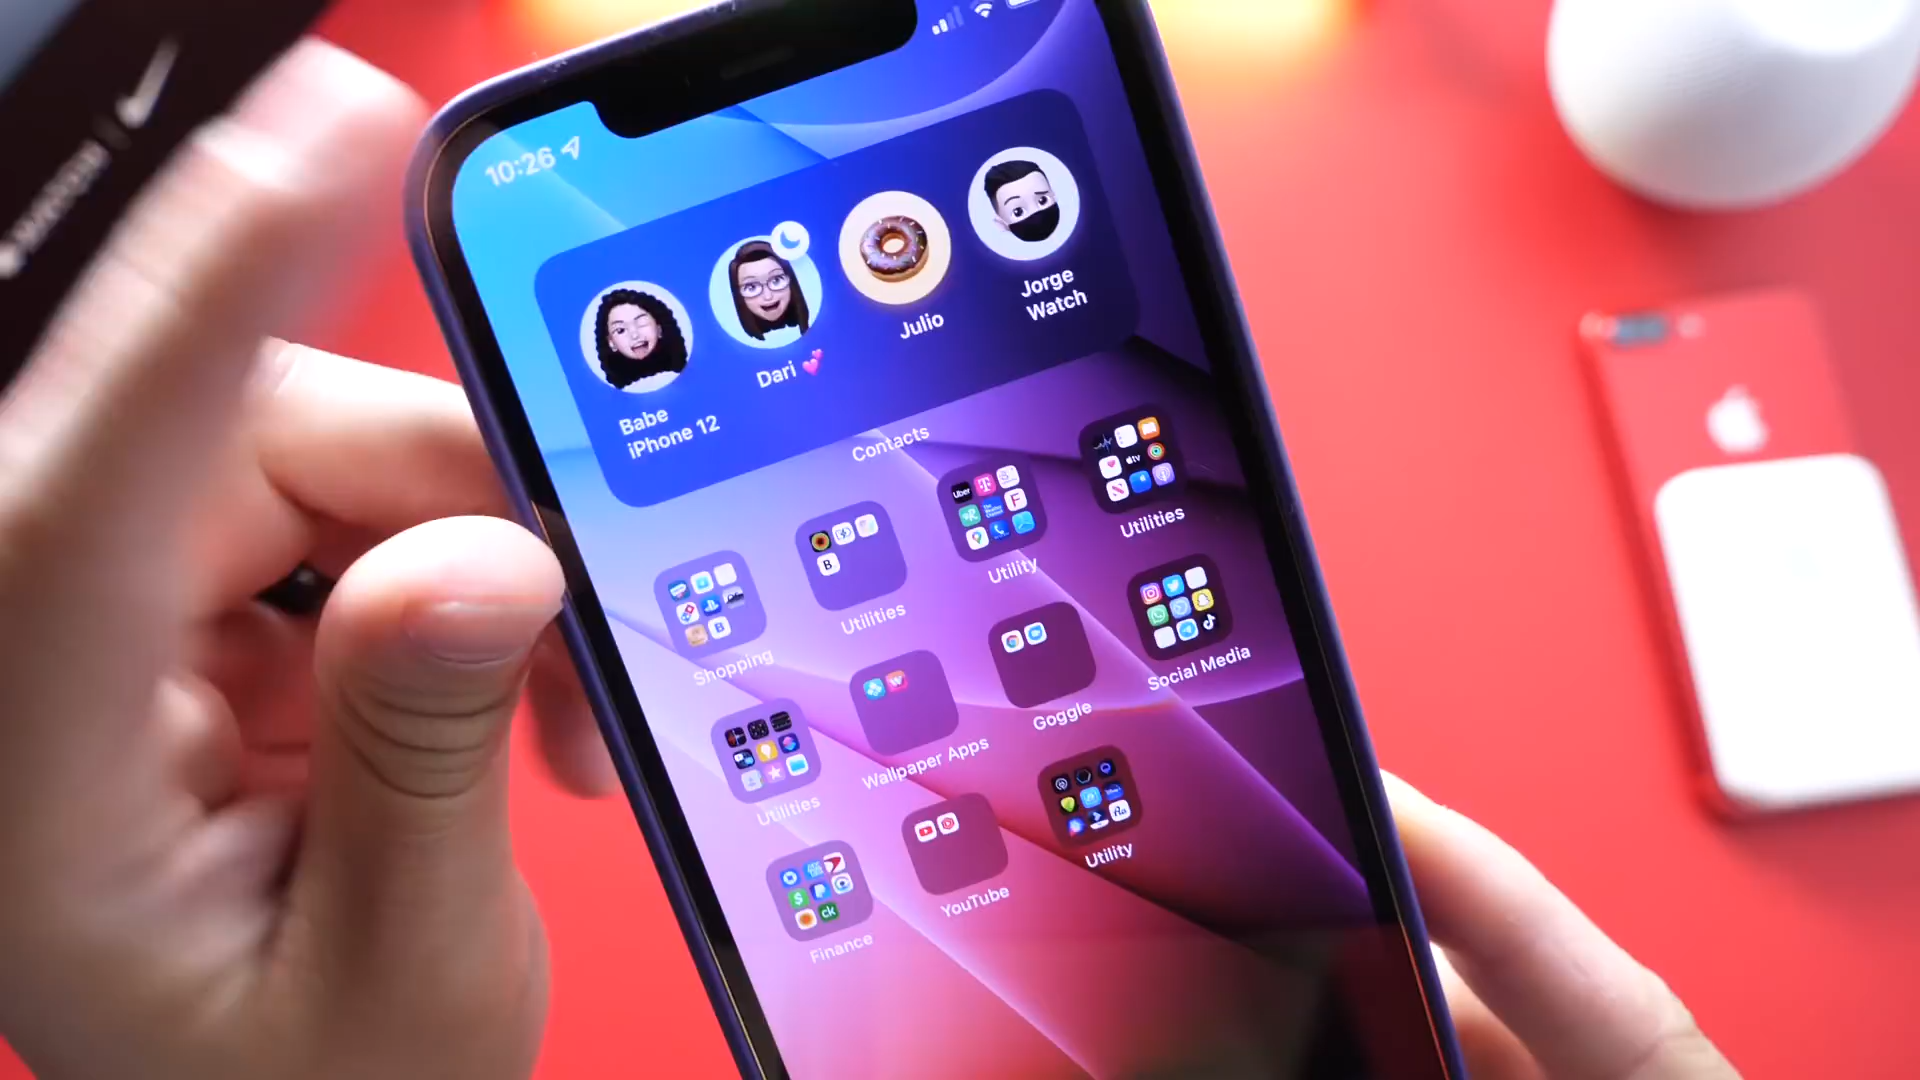 10:26
Babe
iPhone 12
Dari 💕
Julio
Jorge
Watch
Contacts
Shopping
Utilities
Utility
Utilities
Utilities
Wallpaper Apps
Goggle
Social Media
Finance
YouTube
Utility